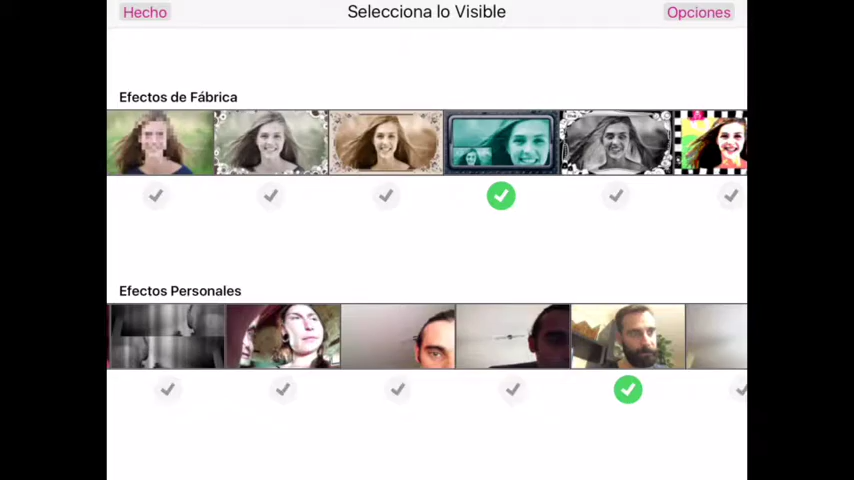 Hecho
Selecciona lo Visible
Opciones
Efectos de Fábrica
Efectos Personales